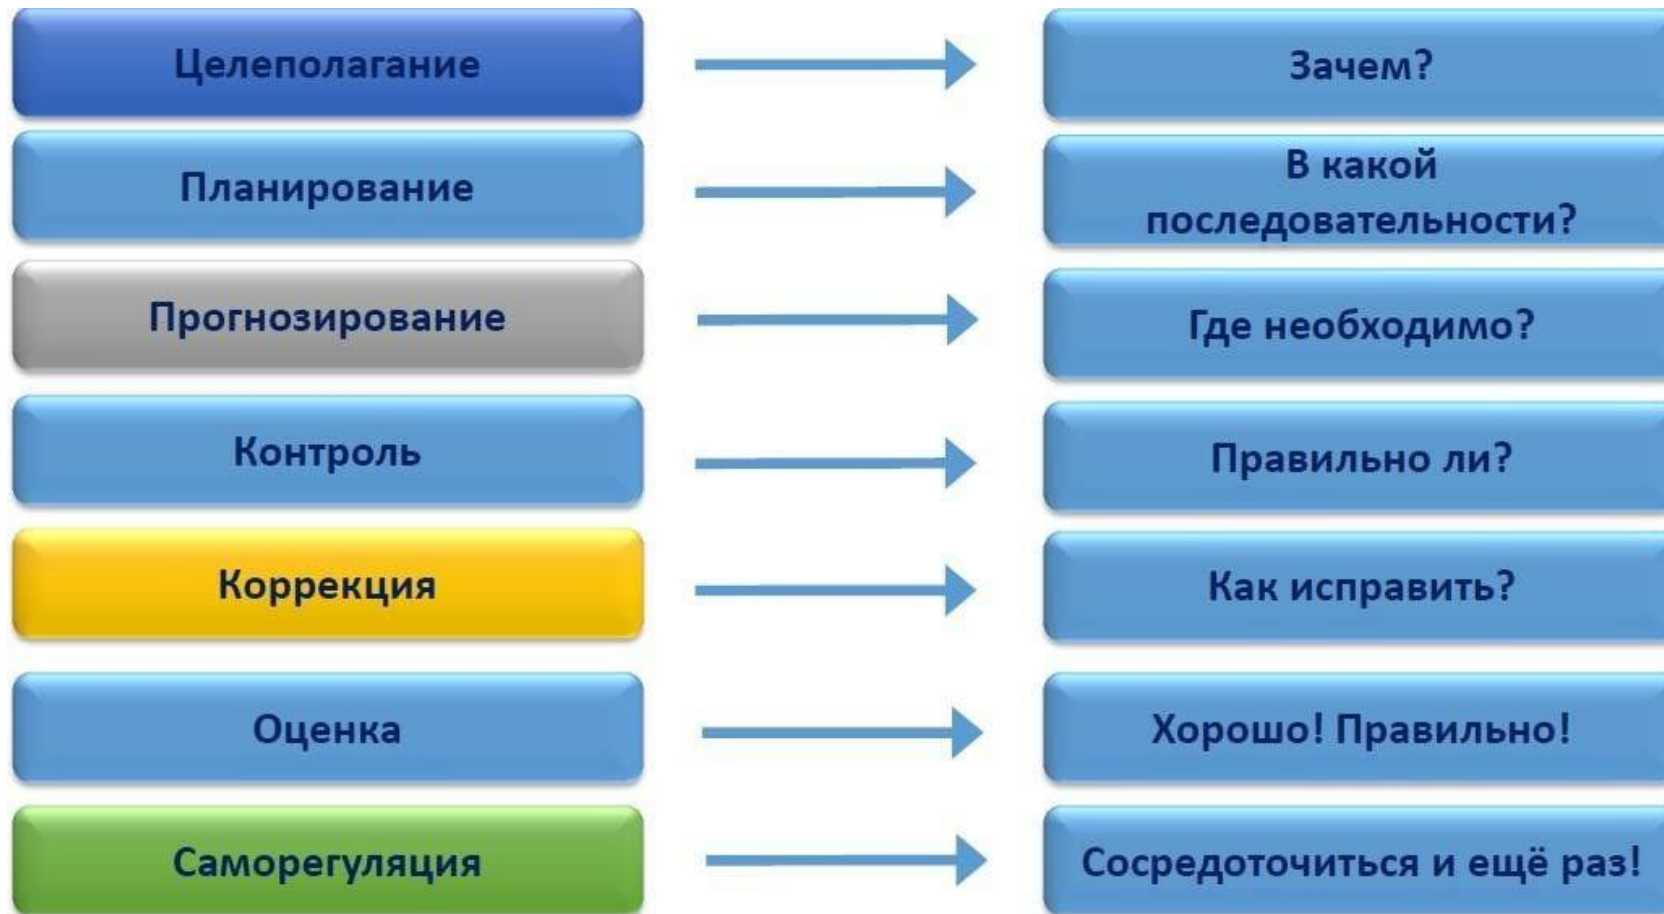 Целеполагание
Зачем?
Планирование
В какой
последовательности?
Прогнозирование
Где необходимо?
Контроль
Правильно ли?
Коррекция
Как исправить?
Оценка
Хорошо! Правильно!
Саморегуляция
Сосредоточиться и ещё раз!